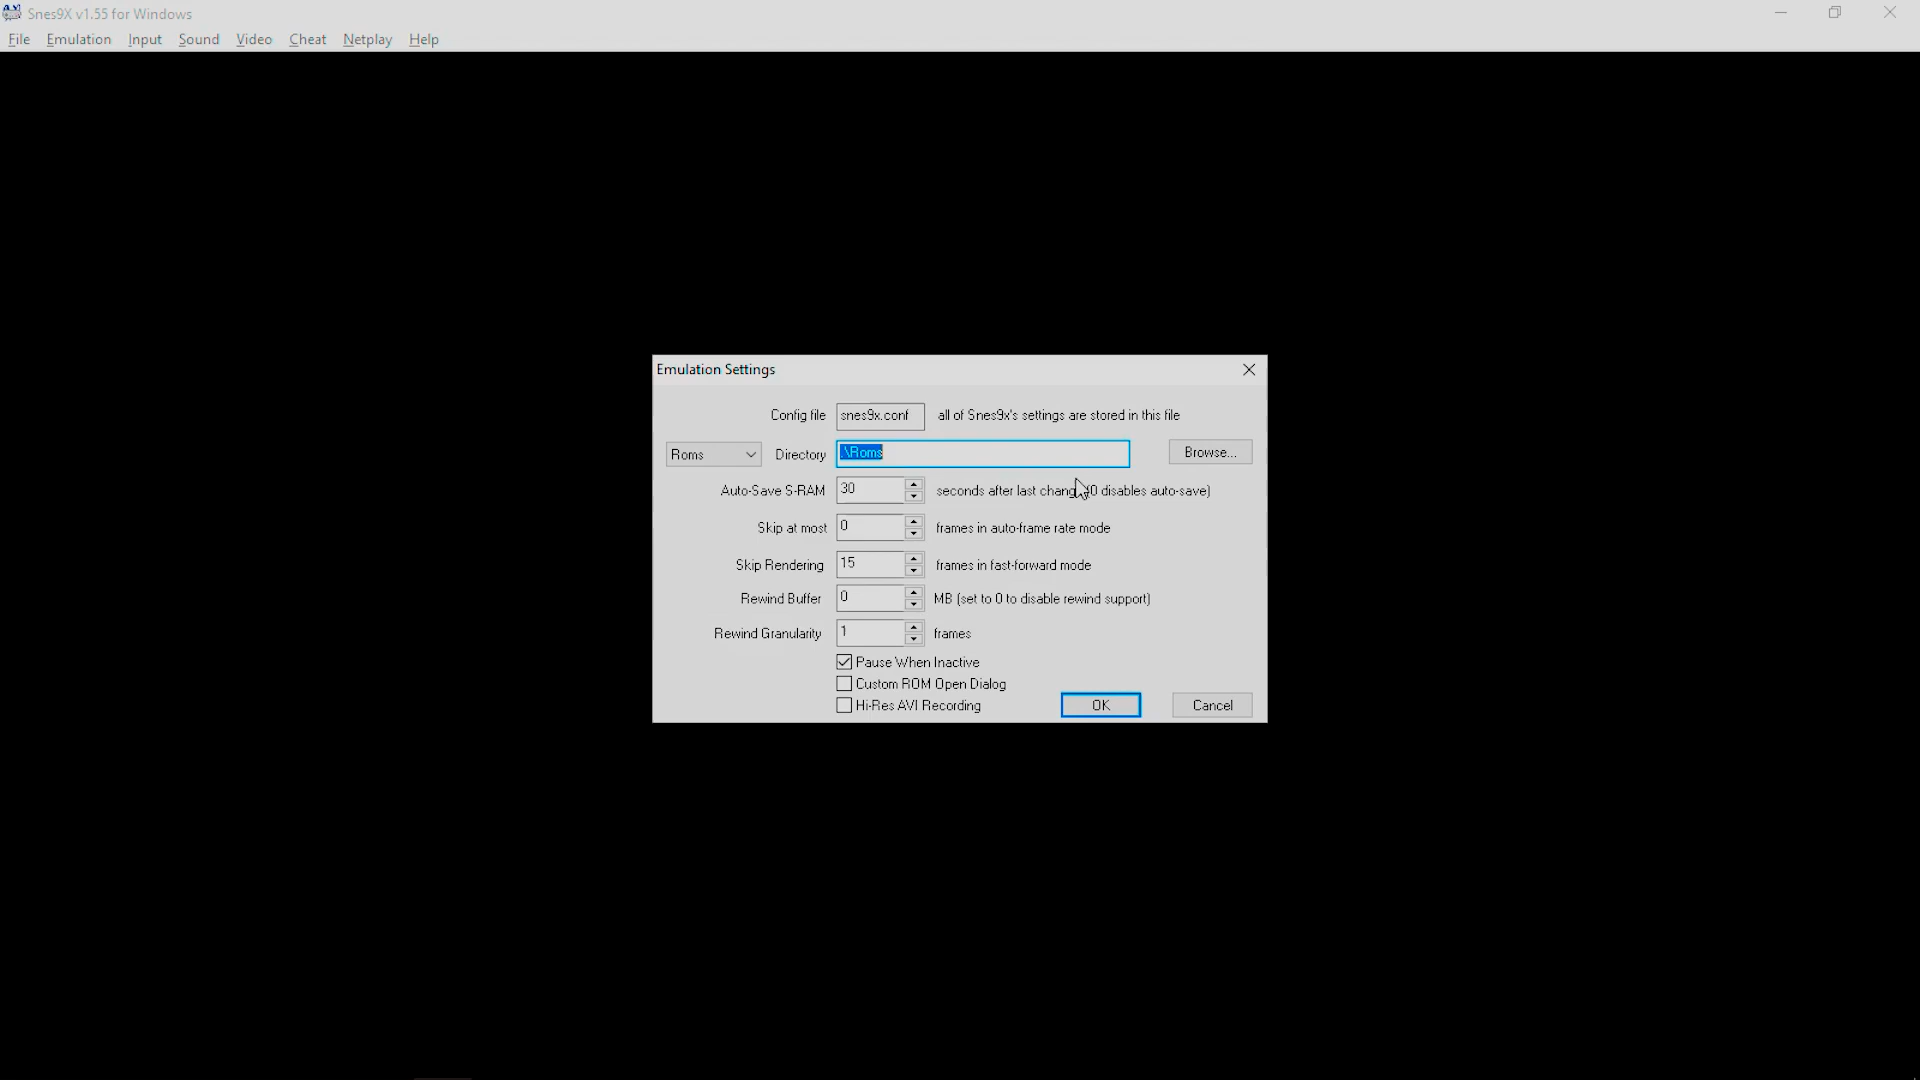 Snes9X v1.55 for Windows
File Emulation Input Sound Video Cheat Netplay Help
Emulation Settings
Config file snes9x.conf all of Snes9x's settings are stored in this file
Roms Directory .\Roms Browse...
Auto-Save S-RAM 30 seconds after last change (0 disables auto-save)
Skip at most 0 frames in auto-frame rate mode
Skip Rendering 15 frames in fast-forward mode
Rewind Buffer 0 MB (set to 0 to disable rewind support)
Rewind Granularity 1 frames
Pause When Inactive
Custom ROM Open Dialog
Hi-Res AVI Recording OK Cancel